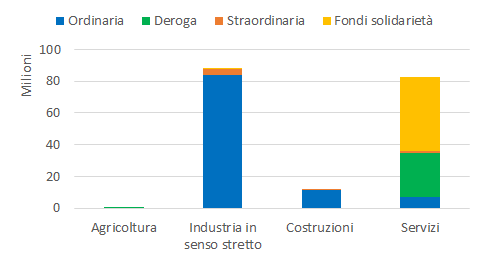 Ordinaria Deroga Straordinaria Fondi solidarietà
Milioni
100
80
60
40
20
0
Agricoltura Industria in senso stretto Costruzioni Servizi